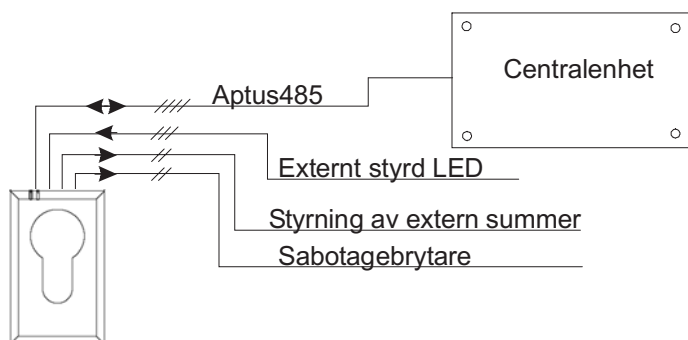 Centralenhet
Aptus485
Externt styrd LED
Styrning av extern summer
Sabotagebrytare